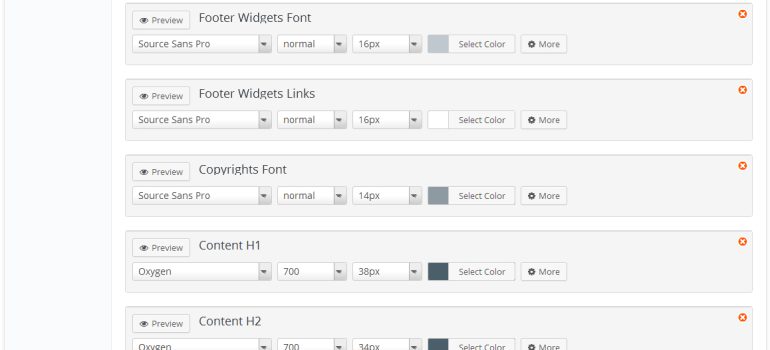 Preview Footer Widgets Font
Source Sans Pro normal 16px Select Color More
Preview Footer Widgets Links
Source Sans Pro normal 16px Select Color More
Preview Copyrights Font
Source Sans Pro normal 14px Select Color More
Preview Content H1
Oxygen 700 38px Select Color More
Preview Content H2
Oxygen 700 34px Select Color More